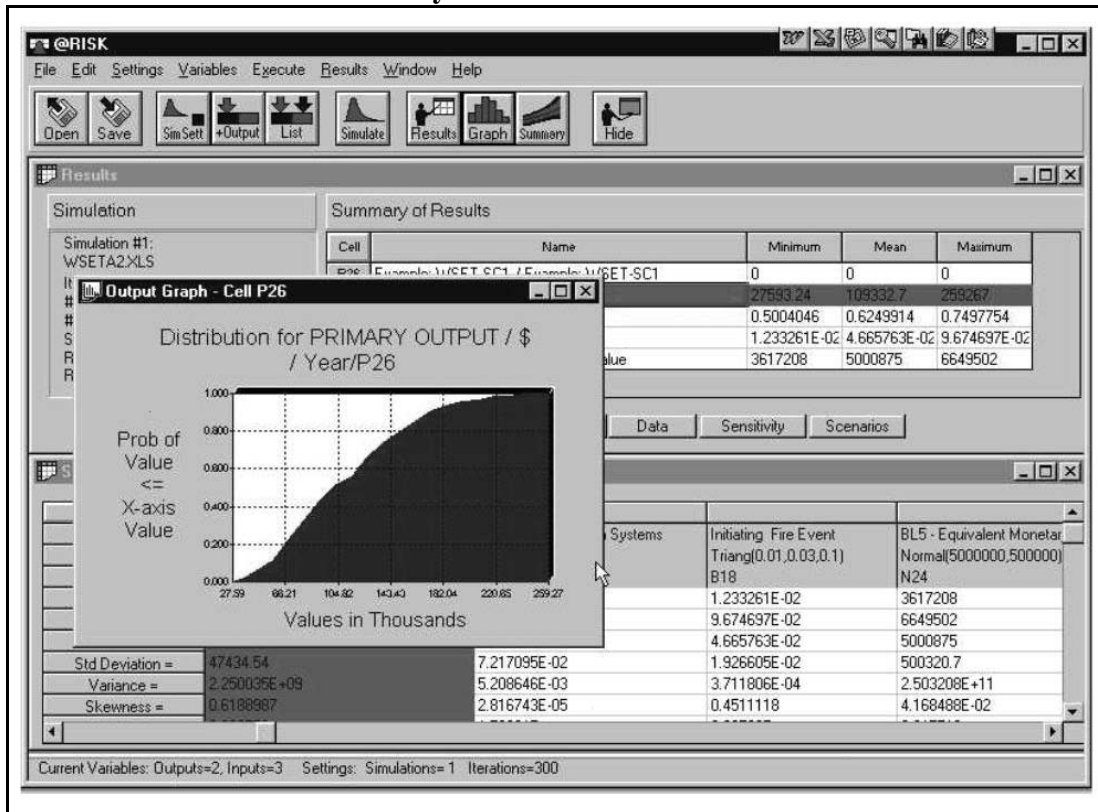 @RISK
File Edit Settings Variables Execute Results Window Help
Open Save Sim Sett +Output List Simulate Results Graph Summary Hide
Results
Simulation
Summary of Results
Simulation #1:
WSETA2.XLS
Cell Name Minimum Mean Maximum
0 0 0
27593.24 109332.7 259267
0.5004046 0.6249914 0.7497754
1.233261E-02 4.665763E-02 9.674697E-02
3617208 5000875 6649502
Data Sensitivity Scenarios
Output Graph - Cell P26
Distribution for PRIMARY OUTPUT / $
/ Year/P26
Prob of
Value
<=
X-axis
Value
1.000
0.800
0.600
0.400
0.200
0.000
27.59 66.21 104.82 143.43 182.04 220.65 259.27
Values in Thousands
Systems Initiating Fire Event BL5 - Equivalent Monetar
Triang(0.01,0.03,0.1) Normal(5000000,500000)
B18 N24
1.233261E-02 3617208
9.674697E-02 6649502
4.665763E-02 5000875
Std Deviation = 47434.54 7.217095E-02 1.926605E-02 500320.7
Variance = 2.250035E+09 5.208646E-03 3.711806E-04 2.503208E+11
Skewness = 0.6188987 2.816743E-05 0.4511118 4.168488E-02
Current Variables: Outputs=2, Inputs=3 Settings: Simulations= 1 Iterations=300